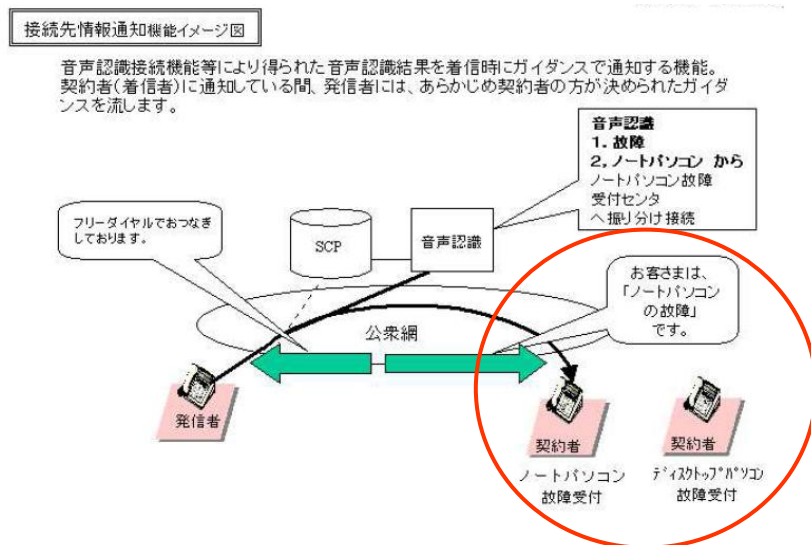 接続先情報通知機能イメージ図
音声認識接続機能等により得られた音声認識結果を着信時にガイダンスで通知する機能。
契約者(着信者)に通知している間、発信者には、あらかじめ契約者の方が決められたガイダ
ンスを流します。
音声認識
1. 故障
2, ノートパソコン から
ノートパソコン故障
受付センタ
へ振り分け接続
フリーダイヤルでおつなぎ
しております。
SCP
音声認識
お客さまは、
「ノートパソコン
の故障」
です。
公衆網
発信者
契約者
契約者
ノートパソコン
故障受付
ディスクトップパソコン
故障受付